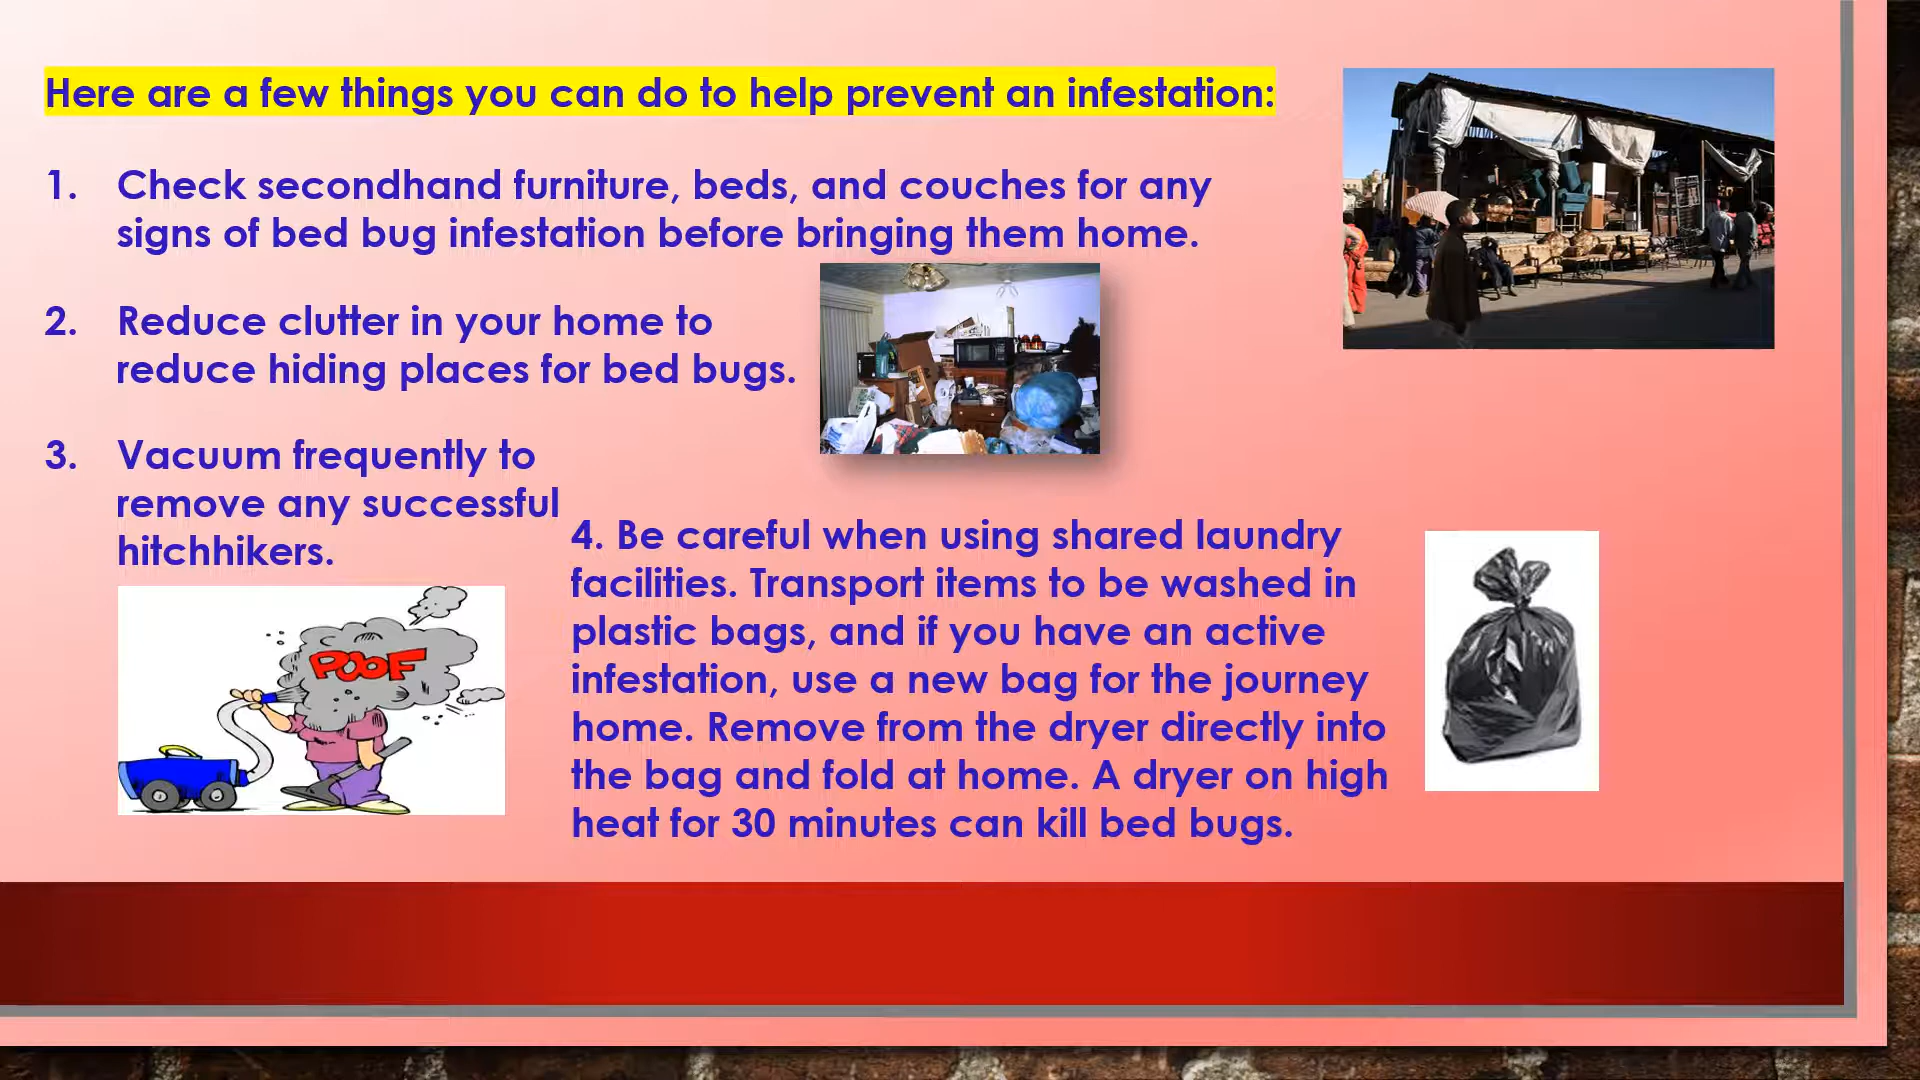 Here are a few things you can do to help prevent an infestation:
1. Check secondhand furniture, beds, and couches for any
signs of bed bug infestation before bringing them home.
2. Reduce clutter in your home to
reduce hiding places for bed bugs.
3. Vacuum frequently to
remove any successful
hitchhikers.
POOF
4. Be careful when using shared laundry
facilities. Transport items to be washed in
plastic bags, and if you have an active
infestation, use a new bag for the journey
home. Remove from the dryer directly into
the bag and fold at home. A dryer on high
heat for 30 minutes can kill bed bugs.